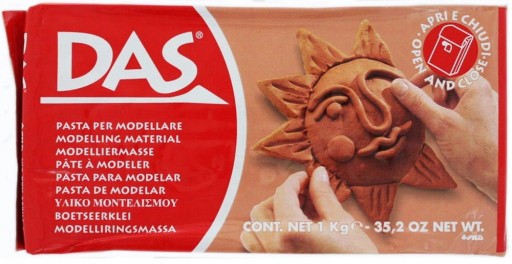 DAS®
APRI E CHIUDI·
OPEN AND CLOSE·
PASTA PER MODELLARE
MODELLING MATERIAL
MODELLIERMASSE
PÂTE À MODELER
PASTA PARA MODELAR
PASTA DE MODELAR
ΥΛΙΚΟ ΜΟΝΤΕΛΙΣΜΟΥ
BOETSEERKLEI
MODELLIRINGSMASSA
CONT. NET 1 Kg ℮ - 35,2 OZ NET WT.